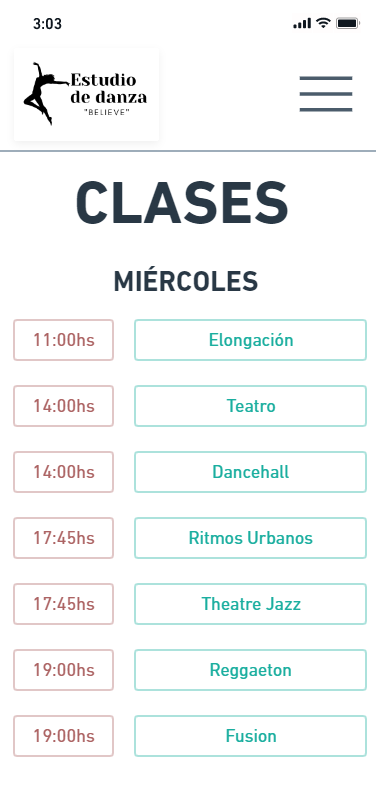 3:03
Estudio
de danza
"BELIEVE"
CLASES
MIÉRCOLES
11:00hs Elongación
14:00hs Teatro
14:00hs Dancehall
17:45hs Ritmos Urbanos
17:45hs Theatre Jazz
19:00hs Reggaeton
19:00hs Fusion